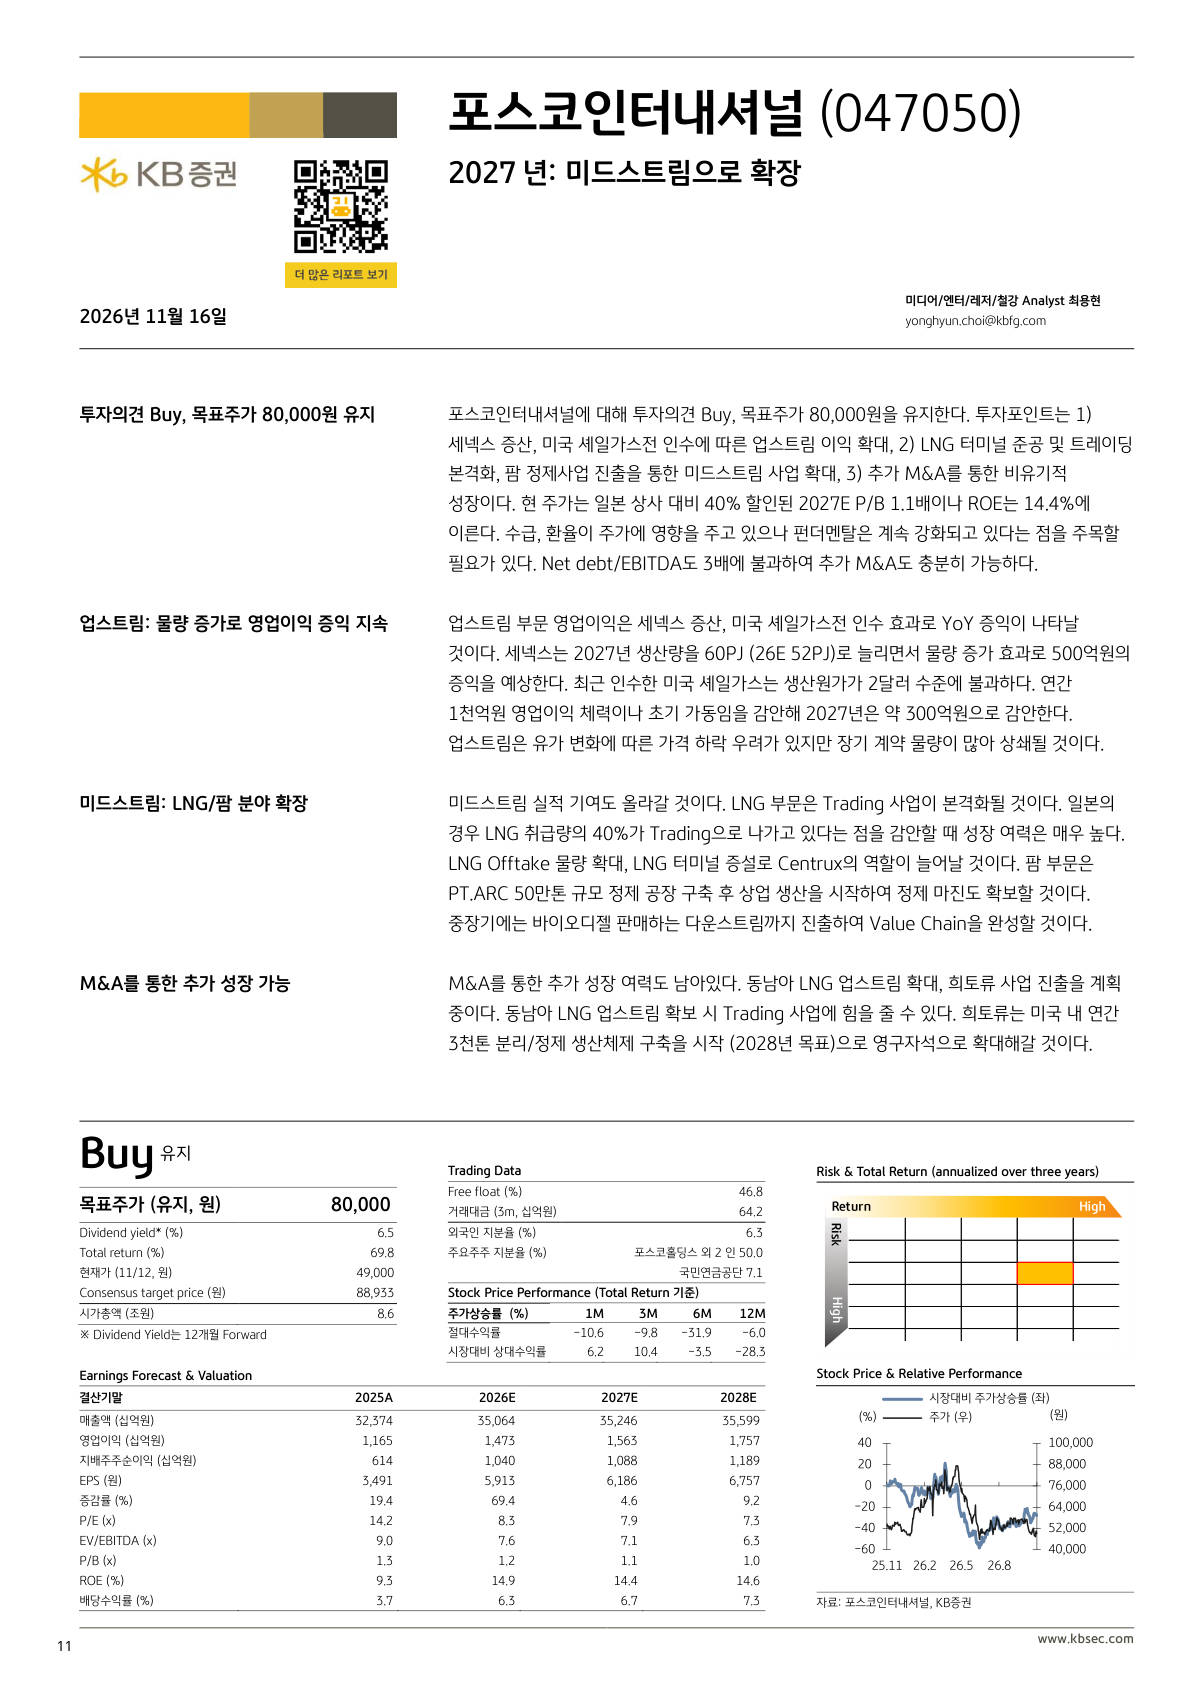 포스코인터내셔널 (047050)
2027 년: 미드스트림으로 확장
KB증권
더 많은 리포트 보기
2026년 11월 16일
미디어/엔터/레저/철강 Analyst 최용현
yonghyun.choi@kbfg.com
투자의견 Buy, 목표주가 80,000원 유지
포스코인터내셔널에 대해 투자의견 Buy, 목표주가 80,000원을 유지한다. 투자포인트는 1)
세넥스 증산, 미국 셰일가스전 인수에 따른 업스트림 이익 확대, 2) LNG 터미널 준공 및 트레이딩
본격화, 팜 정제사업 진출을 통한 미드스트림 사업 확대, 3) 추가 M&A를 통한 비유기적
성장이다. 현 주가는 일본 상사 대비 40% 할인된 2027E P/B 1.1배이나 ROE는 14.4%에
이른다. 수급, 환율이 주가에 영향을 주고 있으나 펀더멘탈은 계속 강화되고 있다는 점을 주목할
필요가 있다. Net debt/EBITDA도 3배에 불과하여 추가 M&A도 충분히 가능하다.
업스트림: 물량 증가로 영업이익 증익 지속
업스트림 부문 영업이익은 세넥스 증산, 미국 셰일가스전 인수 효과로 YoY 증익이 나타날
것이다. 세넥스는 2027년 생산량을 60PJ (26E 52PJ)로 늘리면서 물량 증가 효과로 500억원의
증익을 예상한다. 최근 인수한 미국 셰일가스는 생산원가가 2달러 수준에 불과하다. 연간
1천억원 영업이익 체력이나 초기 가동임을 감안해 2027년은 약 300억원으로 감안한다.
업스트림은 유가 변화에 따른 가격 하락 우려가 있지만 장기 계약 물량이 많아 상쇄될 것이다.
미드스트림: LNG/팜 분야 확장
미드스트림 실적 기여도 올라갈 것이다. LNG 부문은 Trading 사업이 본격화될 것이다. 일본의
경우 LNG 취급량의 40%가 Trading으로 나가고 있다는 점을 감안할 때 성장 여력은 매우 높다.
LNG Offtake 물량 확대, LNG 터미널 증설로 Centrux의 역할이 늘어날 것이다. 팜 부문은
PT.ARC 50만톤 규모 정제 공장 구축 후 상업 생산을 시작하여 정제 마진도 확보할 것이다.
중장기에는 바이오디젤 판매하는 다운스트림까지 진출하여 Value Chain을 완성할 것이다.
M&A를 통한 추가 성장 가능
M&A를 통한 추가 성장 여력도 남아있다. 동남아 LNG 업스트림 확대, 희토류 사업 진출을 계획
중이다. 동남아 LNG 업스트림 확보 시 Trading 사업에 힘을 줄 수 있다. 희토류는 미국 내 연간
3천톤 분리/정제 생산체제 구축을 시작 (2028년 목표)으로 영구자석으로 확대해갈 것이다.
Buy 유지
목표주가 (유지, 원) 80,000
Dividend yield* (%) 6.5
Total return (%) 69.8
현재가 (11/12, 원) 49,000
Consensus target price (원) 88,933
시가총액 (조원) 8.6
※ Dividend Yield는 12개월 Forward
Trading Data
Free float (%) 46.8
거래대금 (3m, 십억원) 64.2
외국인 지분율 (%) 6.3
주요주주 지분율 (%) 포스코홀딩스 외 2 인 50.0
국민연금공단 7.1
Stock Price Performance (Total Return 기준)
주가상승률 (%) 1M 3M 6M 12M
절대수익률 -10.6 -9.8 -31.9 -6.0
시장대비 상대수익률 6.2 10.4 -3.5 -28.3
Risk & Total Return (annualized over three years)
Return High
Risk
High
Earnings Forecast & Valuation
결산기말 2025A 2026E 2027E 2028E
매출액 (십억원) 32,374 35,064 35,246 35,599
영업이익 (십억원) 1,165 1,473 1,563 1,757
지배주주순이익 (십억원) 614 1,040 1,088 1,189
EPS (원) 3,491 5,913 6,186 6,757
증감률 (%) 19.4 69.4 4.6 9.2
P/E (x) 14.2 8.3 7.9 7.3
EV/EBITDA (x) 9.0 7.6 7.1 6.3
P/B (x) 1.3 1.2 1.1 1.0
ROE (%) 9.3 14.9 14.4 14.6
배당수익률 (%) 3.7 6.3 6.7 7.3
Stock Price & Relative Performance
시장대비 주가상승률 (좌)
(%) 주가 (우) (원)
40 100,000
20 88,000
0 76,000
-20 64,000
-40 52,000
-60 40,000
25.11 26.2 26.5 26.8
자료: 포스코인터내셔널, KB증권
www.kbsec.com
11